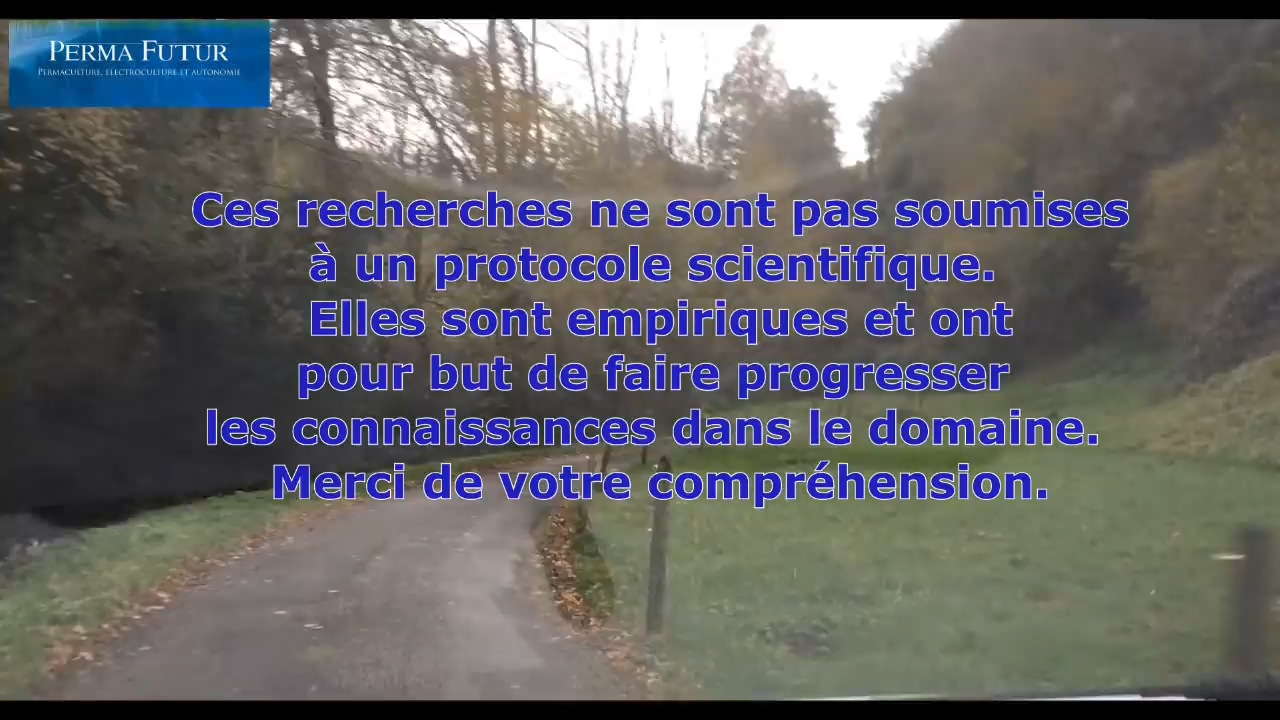 PERMA FUTUR
PERMACULTURE, ELECTROCULTURE ET AUTONOMIE
Ces recherches ne sont pas soumises
à un protocole scientifique.
Elles sont empiriques et ont
pour but de faire progresser
les connaissances dans le domaine.
Merci de votre compréhension.